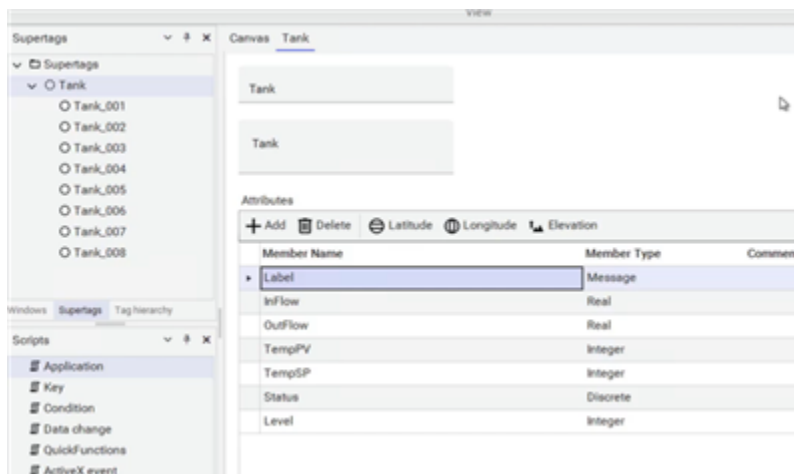 View
Supertags
Canvas Tank
Supertags
Tank
Tank_001
Tank_002
Tank_003
Tank_004
Tank_005
Tank_006
Tank_007
Tank_008
Windows Supertags Tag hierarchy
Scripts
Application
Key
Condition
Data change
QuickFunctions
ActiveX event
Tank
Tank
Attributes
Add Delete Latitude Longitude Elevation
Member Name Member Type Commen
Label Message
InFlow Real
OutFlow Real
TempPV Integer
TempSP Integer
Status Discrete
Level Integer